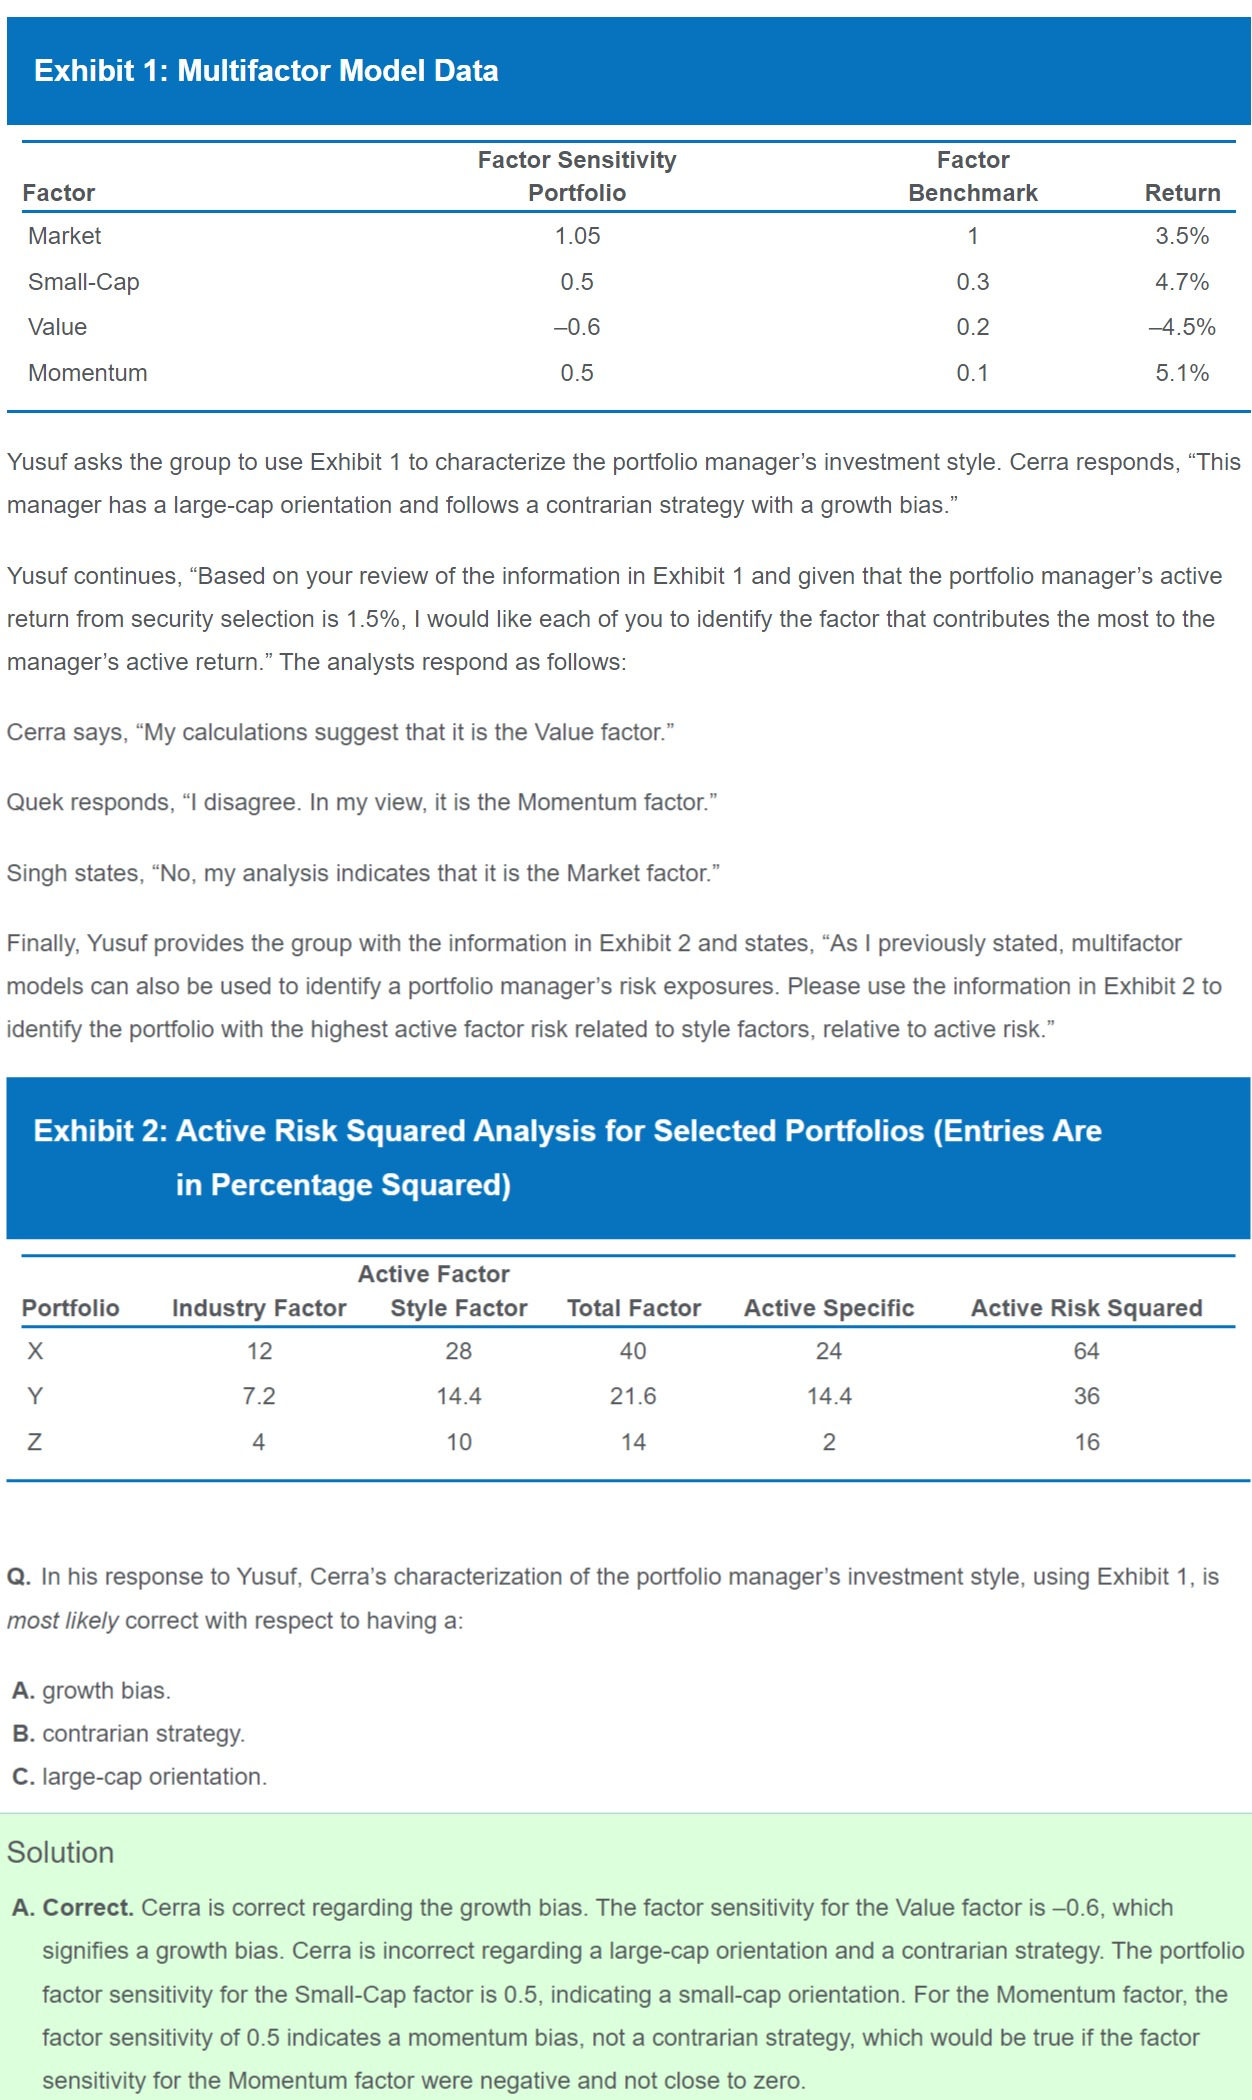 Exhibit 1: Multifactor Model Data
Factor Sensitivity Factor
Factor Portfolio Benchmark Return
Market 1.05 1 3.5%
Small-Cap 0.5 0.3 4.7%
Value –0.6 0.2 –4.5%
Momentum 0.5 0.1 5.1%
Yusuf asks the group to use Exhibit 1 to characterize the portfolio manager’s investment style. Cerra responds, “This
manager has a large-cap orientation and follows a contrarian strategy with a growth bias.”
Yusuf continues, “Based on your review of the information in Exhibit 1 and given that the portfolio manager’s active
return from security selection is 1.5%, I would like each of you to identify the factor that contributes the most to the
manager’s active return.” The analysts respond as follows:
Cerra says, “My calculations suggest that it is the Value factor.”
Quek responds, “I disagree. In my view, it is the Momentum factor.”
Singh states, “No, my analysis indicates that it is the Market factor.”
Finally, Yusuf provides the group with the information in Exhibit 2 and states, “As I previously stated, multifactor
models can also be used to identify a portfolio manager’s risk exposures. Please use the information in Exhibit 2 to
identify the portfolio with the highest active factor risk related to style factors, relative to active risk.”
Exhibit 2: Active Risk Squared Analysis for Selected Portfolios (Entries Are
in Percentage Squared)
Active Factor
Portfolio Industry Factor Style Factor Total Factor Active Specific Active Risk Squared
X 12 28 40 24 64
Y 7.2 14.4 21.6 14.4 36
Z 4 10 14 2 16
Q. In his response to Yusuf, Cerra’s characterization of the portfolio manager’s investment style, using Exhibit 1, is
most likely correct with respect to having a:
A. growth bias.
B. contrarian strategy.
C. large-cap orientation.
Solution
A. Correct. Cerra is correct regarding the growth bias. The factor sensitivity for the Value factor is –0.6, which
signifies a growth bias. Cerra is incorrect regarding a large-cap orientation and a contrarian strategy. The portfolio
factor sensitivity for the Small-Cap factor is 0.5, indicating a small-cap orientation. For the Momentum factor, the
factor sensitivity of 0.5 indicates a momentum bias, not a contrarian strategy, which would be true if the factor
sensitivity for the Momentum factor were negative and not close to zero.